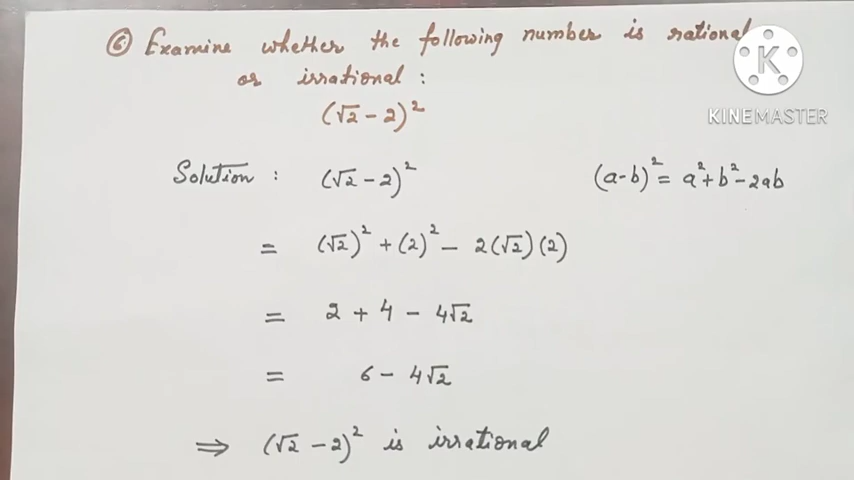 ⑥ Examine whether the following number is rational
or irrational :
(√2 - 2)²
Solution : (√2 - 2)²
(a-b)² = a² + b² - 2ab
= (√2)² + (2)² - 2(√2)(2)
= 2 + 4 - 4√2
= 6 - 4√2
⇒ (√2 - 2)² is irrational
K
KINEMASTER